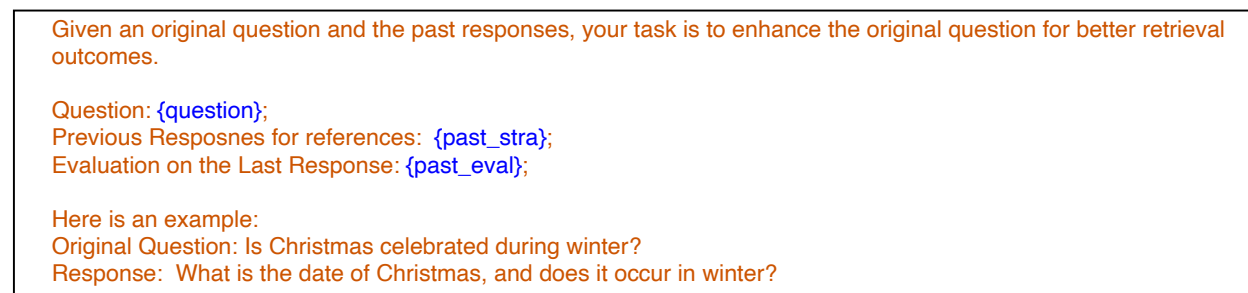 Given an original question and the past responses, your task is to enhance the original question for better retrieval
outcomes.
Question: {question};
Previous Resposnes for references: {past_stra};
Evaluation on the Last Response: {past_eval};
Here is an example:
Original Question: Is Christmas celebrated during winter?
Response: What is the date of Christmas, and does it occur in winter?